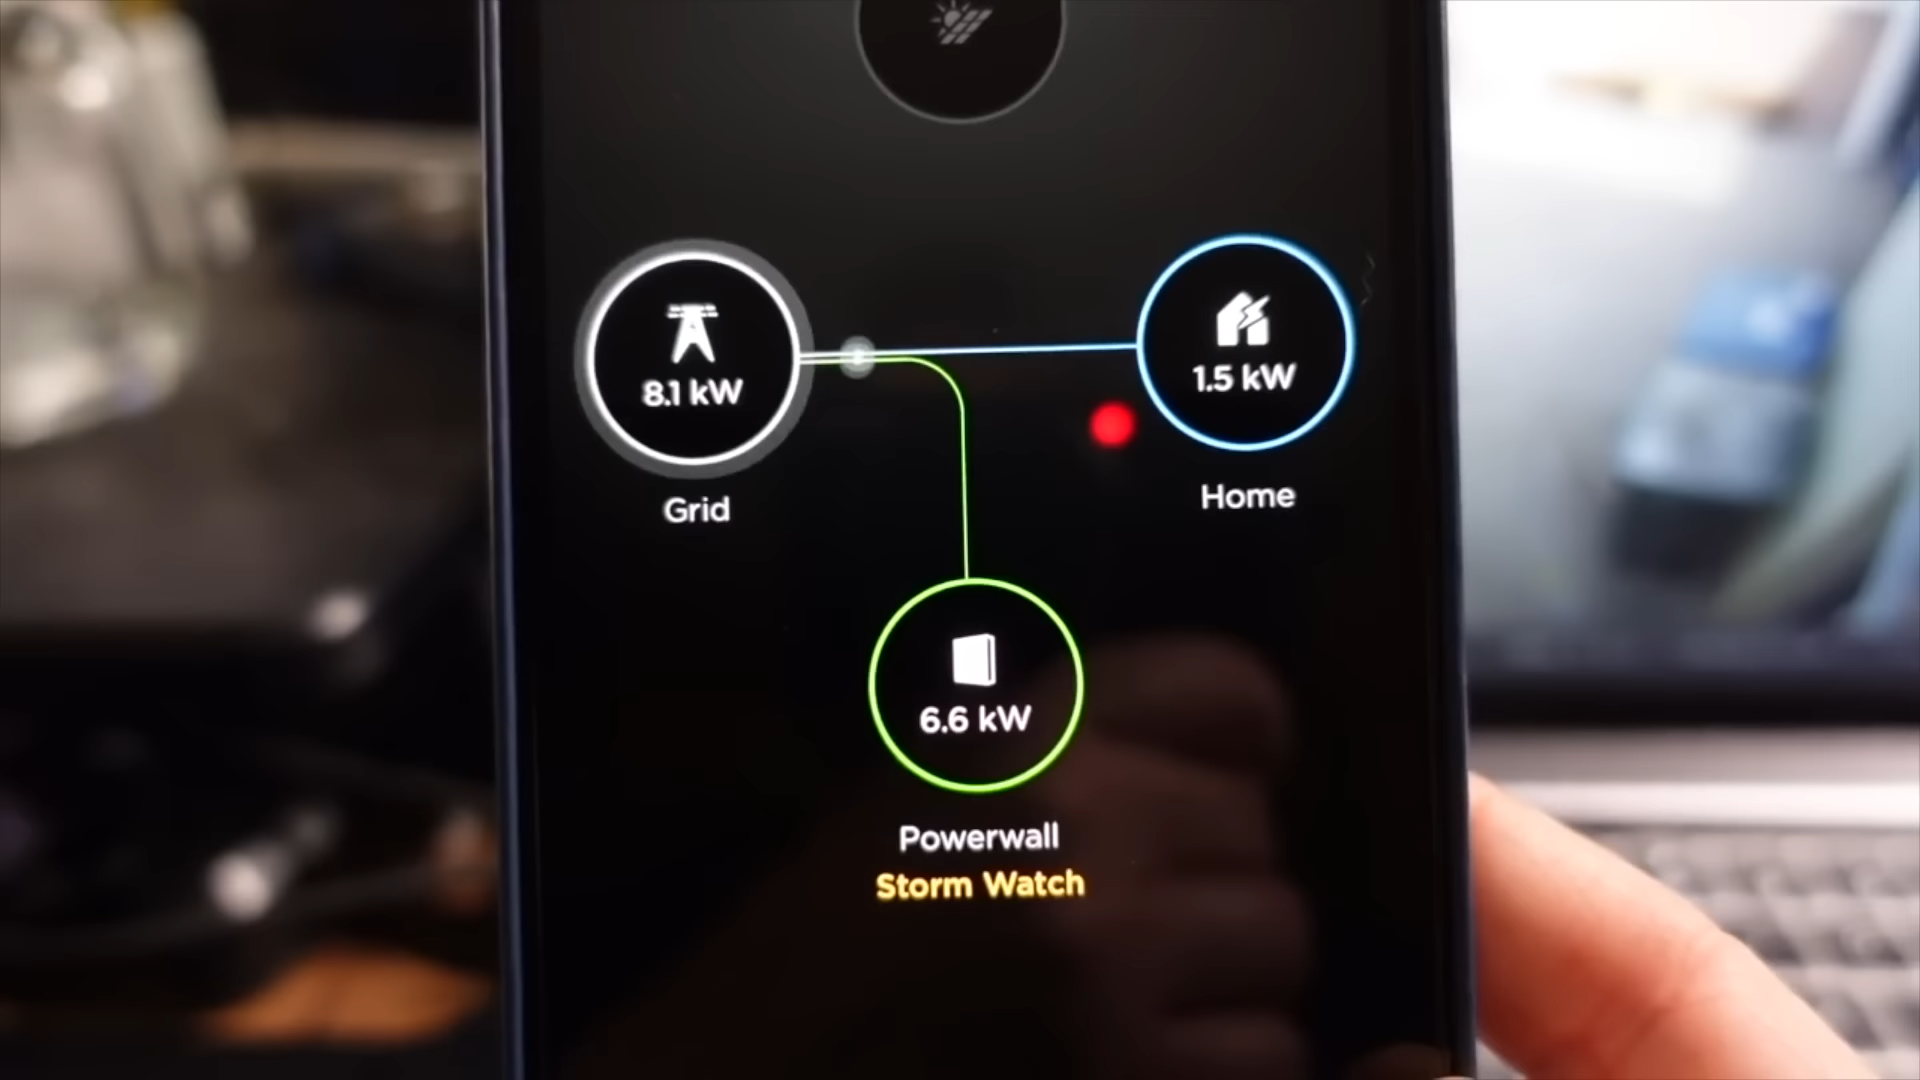 8.1 kW
1.5 kW
Grid
Home
6.6 kW
Powerwall
Storm Watch